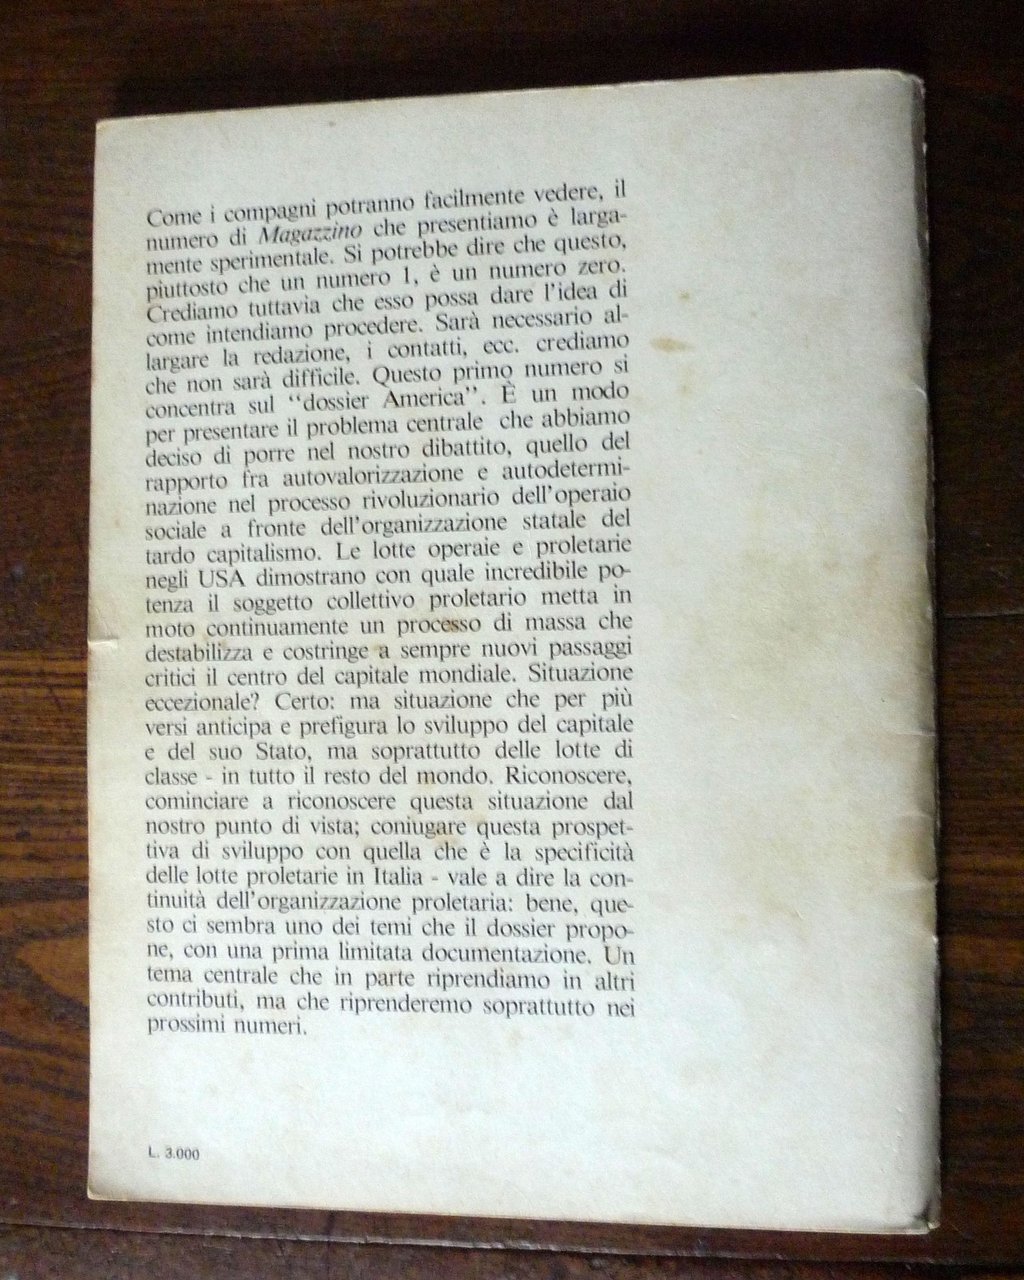 Come i compagni potranno facilmente vedere, il
numero di Magazzino che presentiamo è larga-
mente sperimentale. Si potrebbe dire che questo,
piuttosto che un numero 1, è un numero zero.
Crediamo tuttavia che esso possa dare l'idea di
come intendiamo procedere. Sarà necessario al-
largare la redazione, i contatti, ecc. crediamo
che non sarà difficile. Questo primo numero si
concentra sul "dossier America". È un modo
per presentare il problema centrale che abbiamo
deciso di porre nel nostro dibattito, quello del
rapporto fra autovalorizzazione e autodetermi-
nazione nel processo rivoluzionario dell'operaio
sociale a fronte dell'organizzazione statale del
tardo capitalismo. Le lotte operaie e proletarie
negli USA dimostrano con quale incredibile po-
tenza il soggetto collettivo proletario metta in
moto continuamente un processo di massa che
destabilizza e costringe a sempre nuovi passaggi
critici il centro del capitale mondiale. Situazione
eccezionale? Certo: ma situazione che per più
versi anticipa e prefigura lo sviluppo del capitale
e del suo Stato, ma soprattutto delle lotte di
classe - in tutto il resto del mondo. Riconoscere,
cominciare a riconoscere questa situazione dal
nostro punto di vista; coniugare questa prospet-
tiva di sviluppo con quella che è la specificità
delle lotte proletarie in Italia - vale a dire la con-
tinuità dell'organizzazione proletaria: bene, que-
sto ci sembra uno dei temi che il dossier propo-
ne, con una prima limitata documentazione. Un
tema centrale che in parte riprendiamo in altri
contributi, ma che riprenderemo soprattutto nei
prossimi numeri.
L. 3.000